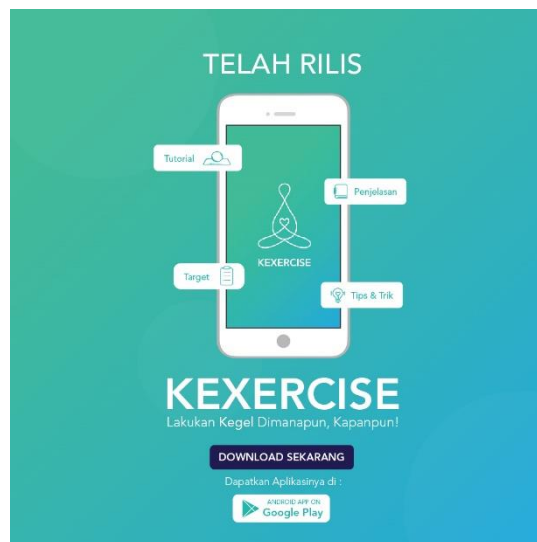 TELAH RILIS
Tutorial
Penjelasan
KEXERCISE
Target
Tips & Trik
KEXERCISE
Lakukan Kegel Dimanapun, Kapanpun!
DOWNLOAD SEKARANG
Dapatkan Aplikasinya di :
ANDROID APP ON
Google Play